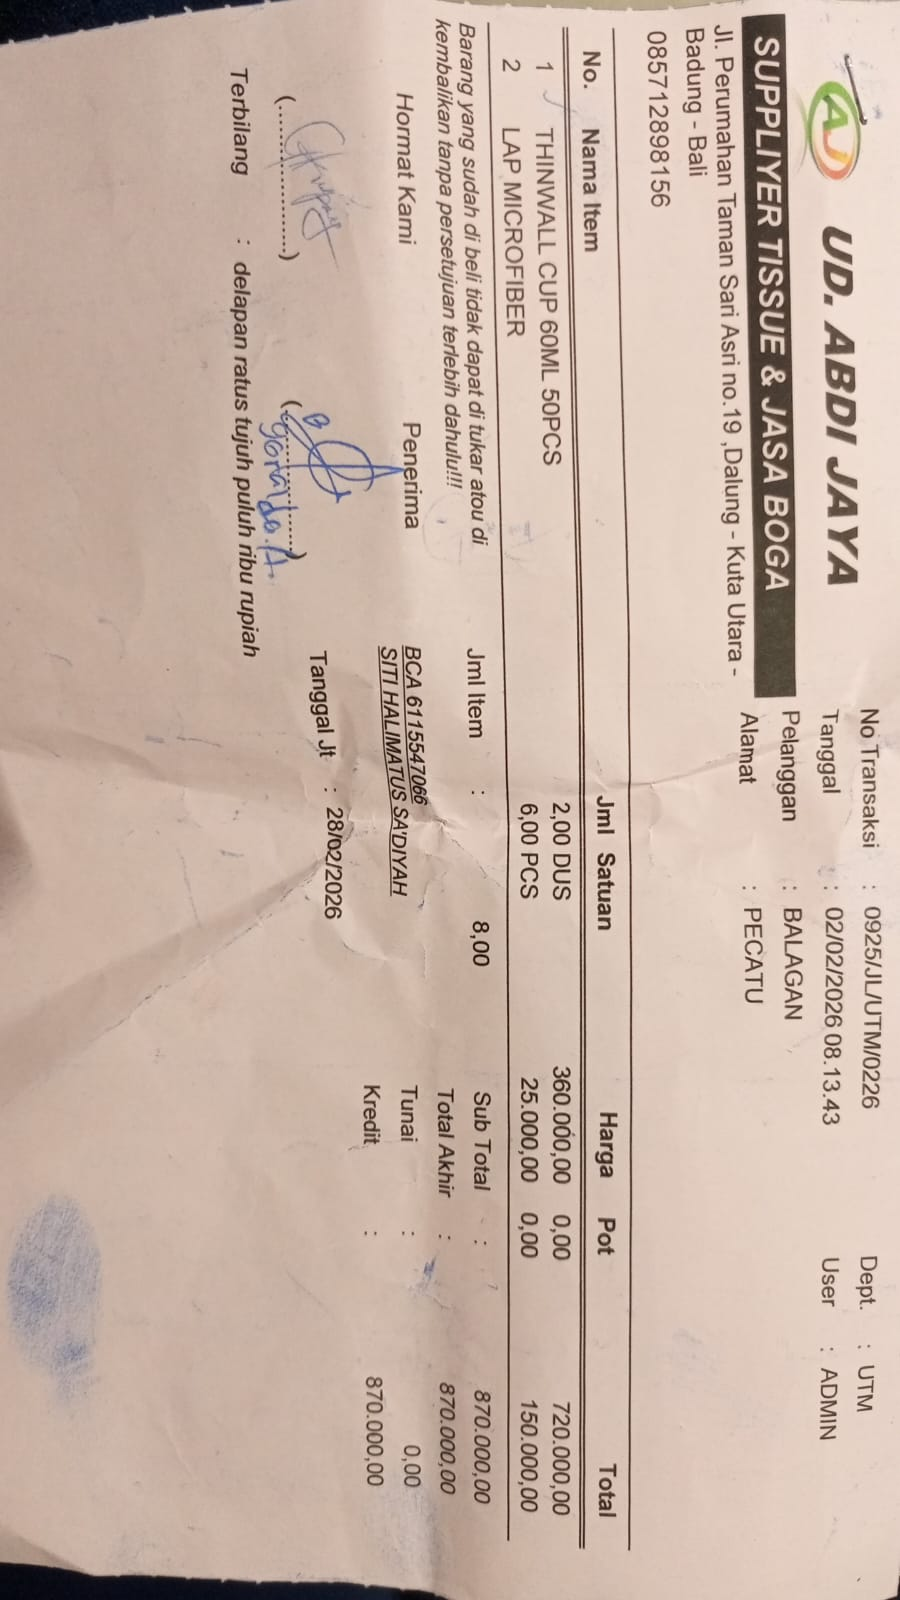 AJ UD. ABDI JAYA
SUPPLIYER TISSUE & JASA BOGA
Jl. Perumahan Taman Sari Asri no.19 ,Dalung - Kuta Utara -
Badung - Bali
085712898156
No Transaksi : 0925/JL/UTM/0226 Dept. : UTM
Tanggal : 02/02/2026 08.13.43 User : ADMIN
Pelanggan : BALAGAN
Alamat : PECATU
No. Nama Item Jml Satuan Harga Pot Total
1 THINWALL CUP 60ML 50PCS 2,00 DUS 360.000,00 0,00 720.000,00
2 LAP MICROFIBER 6,00 PCS 25.000,00 0,00 150.000,00
Barang yang sudah di beli tidak dapat di tukar atou di
kembalikan tanpa persetujuan terlebih dahulu!!!
Jml Item : 8,00 Sub Total : 870.000,00
Total Akhir : 870.000,00
Hormat Kami Penerima BCA 6115547066 Tunai : 0,00
SITI HALIMATUS SA'DIYAH Kredit : 870.000,00
Tanggal Jt : 28/02/2026
(....................) (....................)
Terbilang : delapan ratus tujuh puluh ribu rupiah